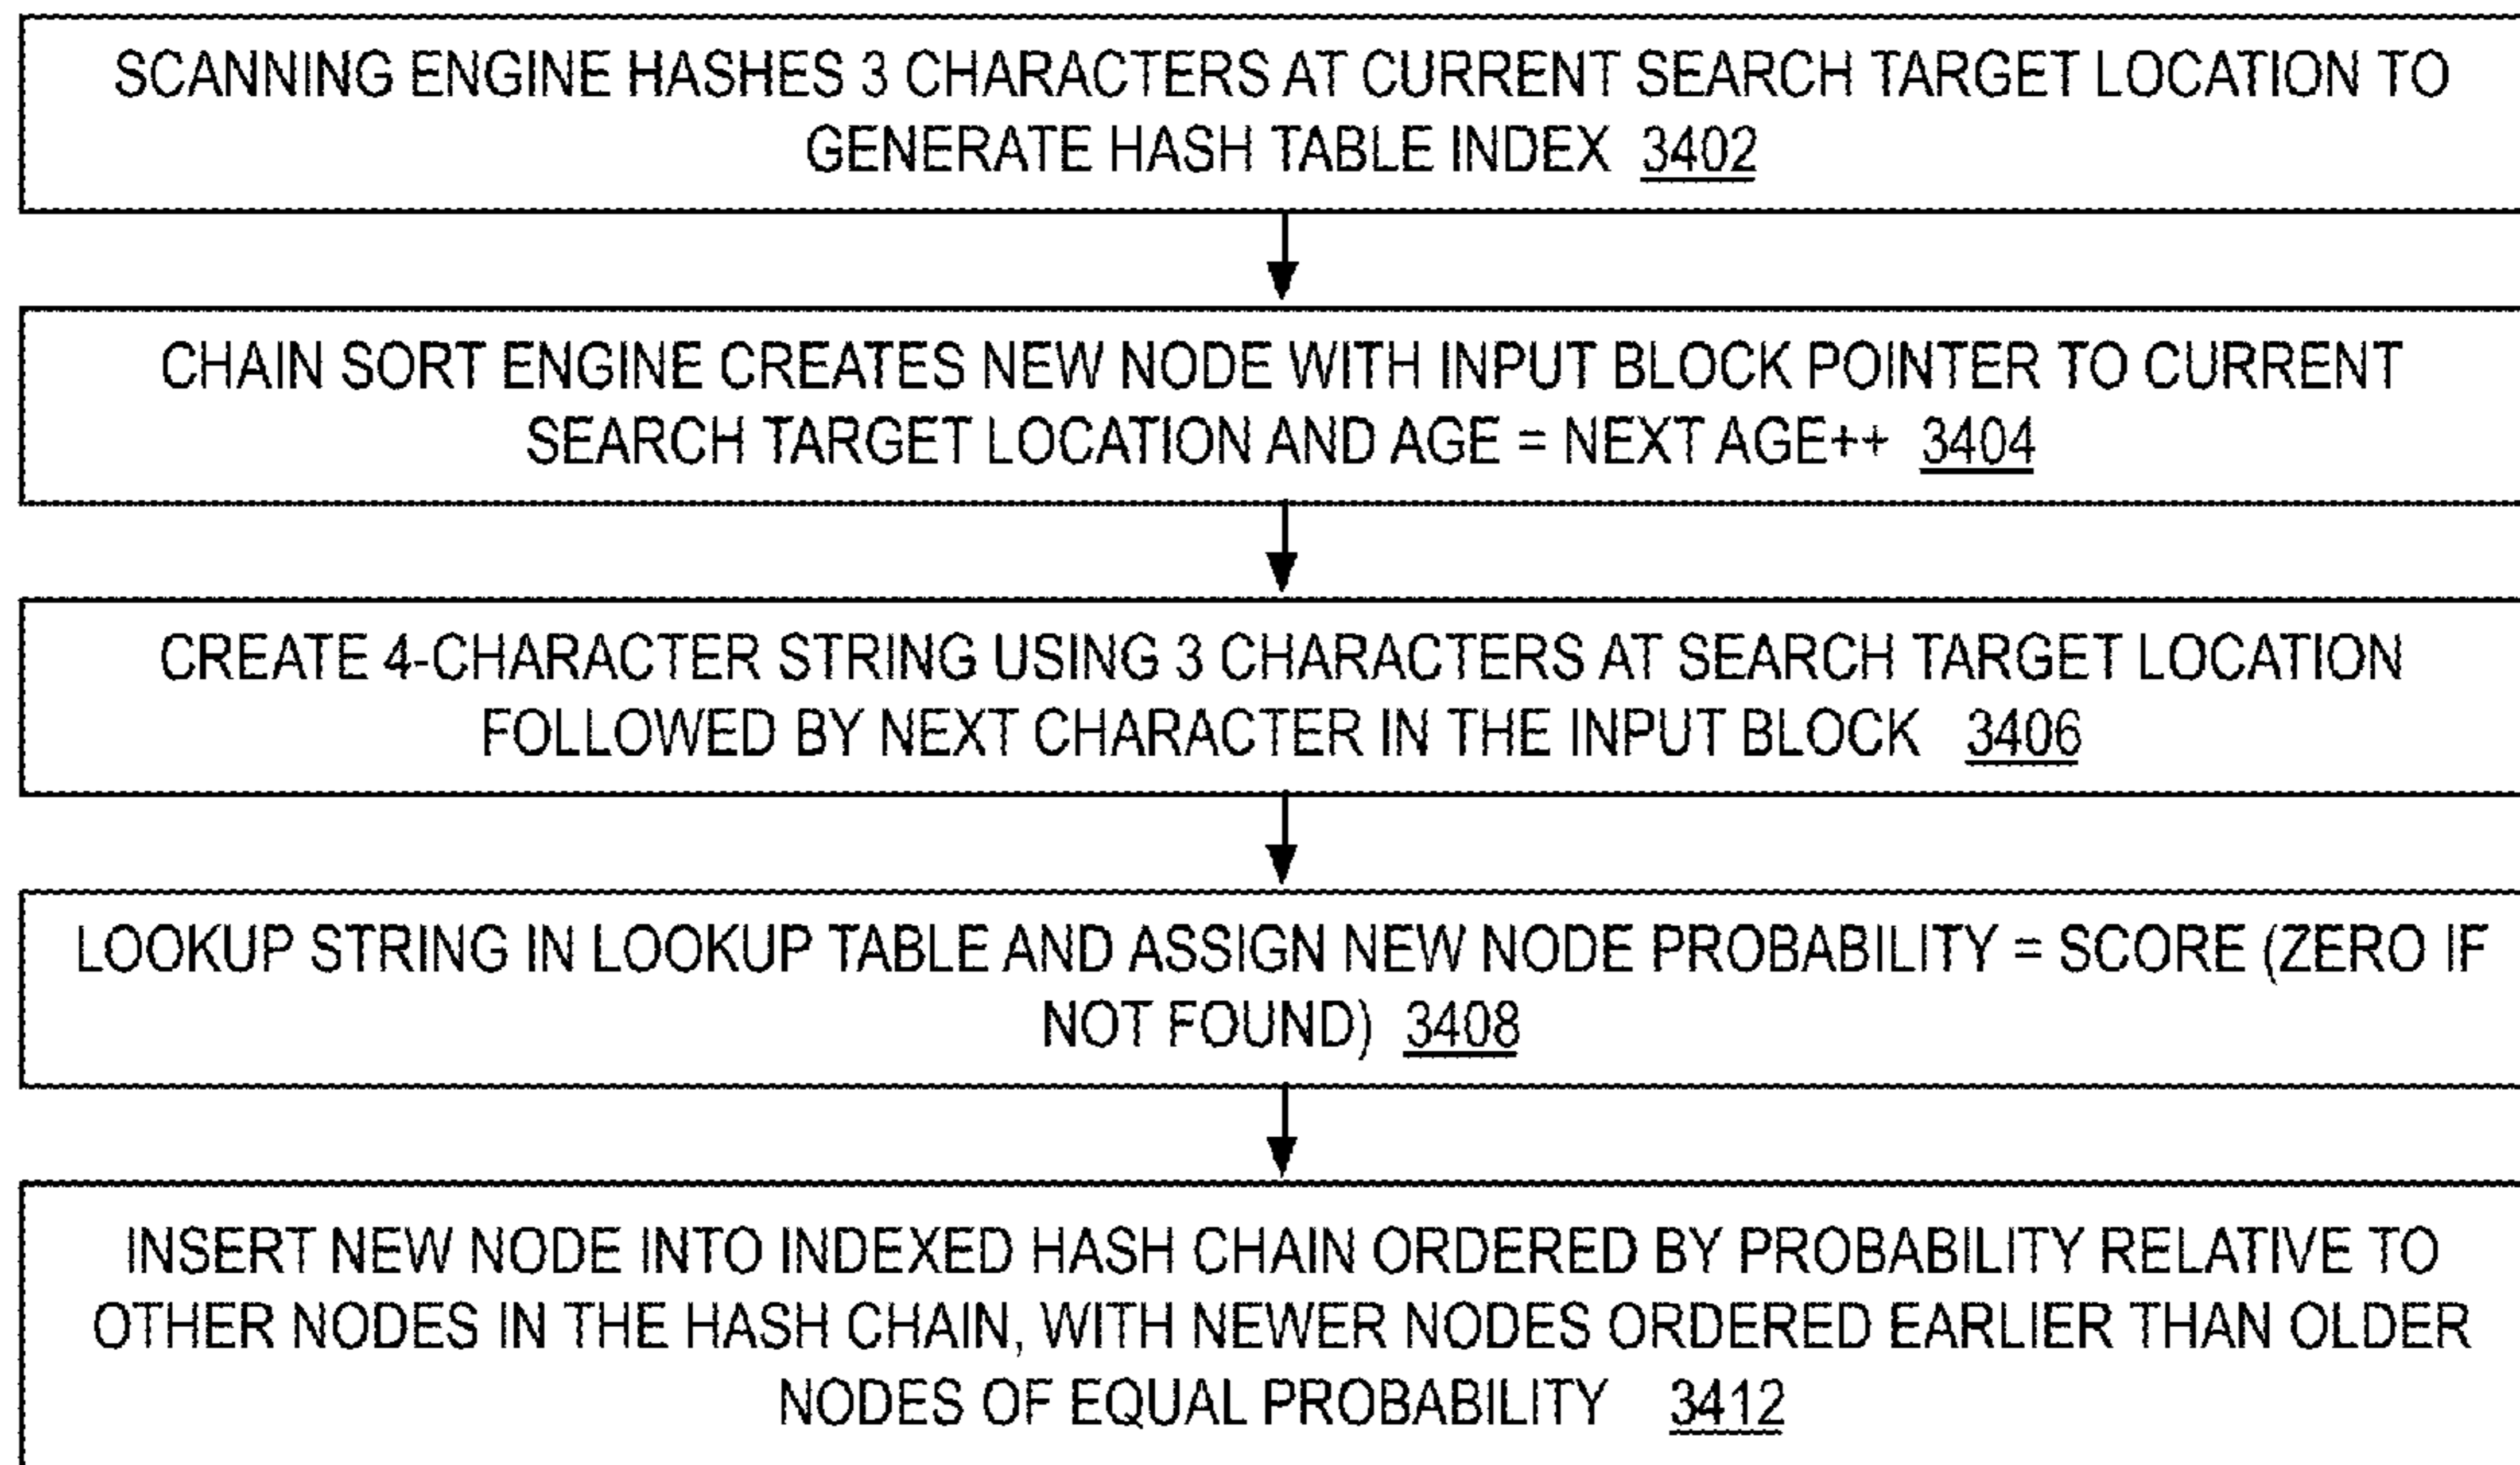 SCANNING ENGINE HASHES 3 CHARACTERS AT CURRENT SEARCH TARGET LOCATION TO
GENERATE HASH TABLE INDEX 3402
CHAIN SORT ENGINE CREATES NEW NODE WITH INPUT BLOCK POINTER TO CURRENT
SEARCH TARGET LOCATION AND AGE = NEXT AGE++ 3404
CREATE 4-CHARACTER STRING USING 3 CHARACTERS AT SEARCH TARGET LOCATION
FOLLOWED BY NEXT CHARACTER IN THE INPUT BLOCK 3406
LOOKUP STRING IN LOOKUP TABLE AND ASSIGN NEW NODE PROBABILITY = SCORE (ZERO IF
NOT FOUND) 3408
INSERT NEW NODE INTO INDEXED HASH CHAIN ORDERED BY PROBABILITY RELATIVE TO
OTHER NODES IN THE HASH CHAIN, WITH NEWER NODES ORDERED EARLIER THAN OLDER
NODES OF EQUAL PROBABILITY 3412